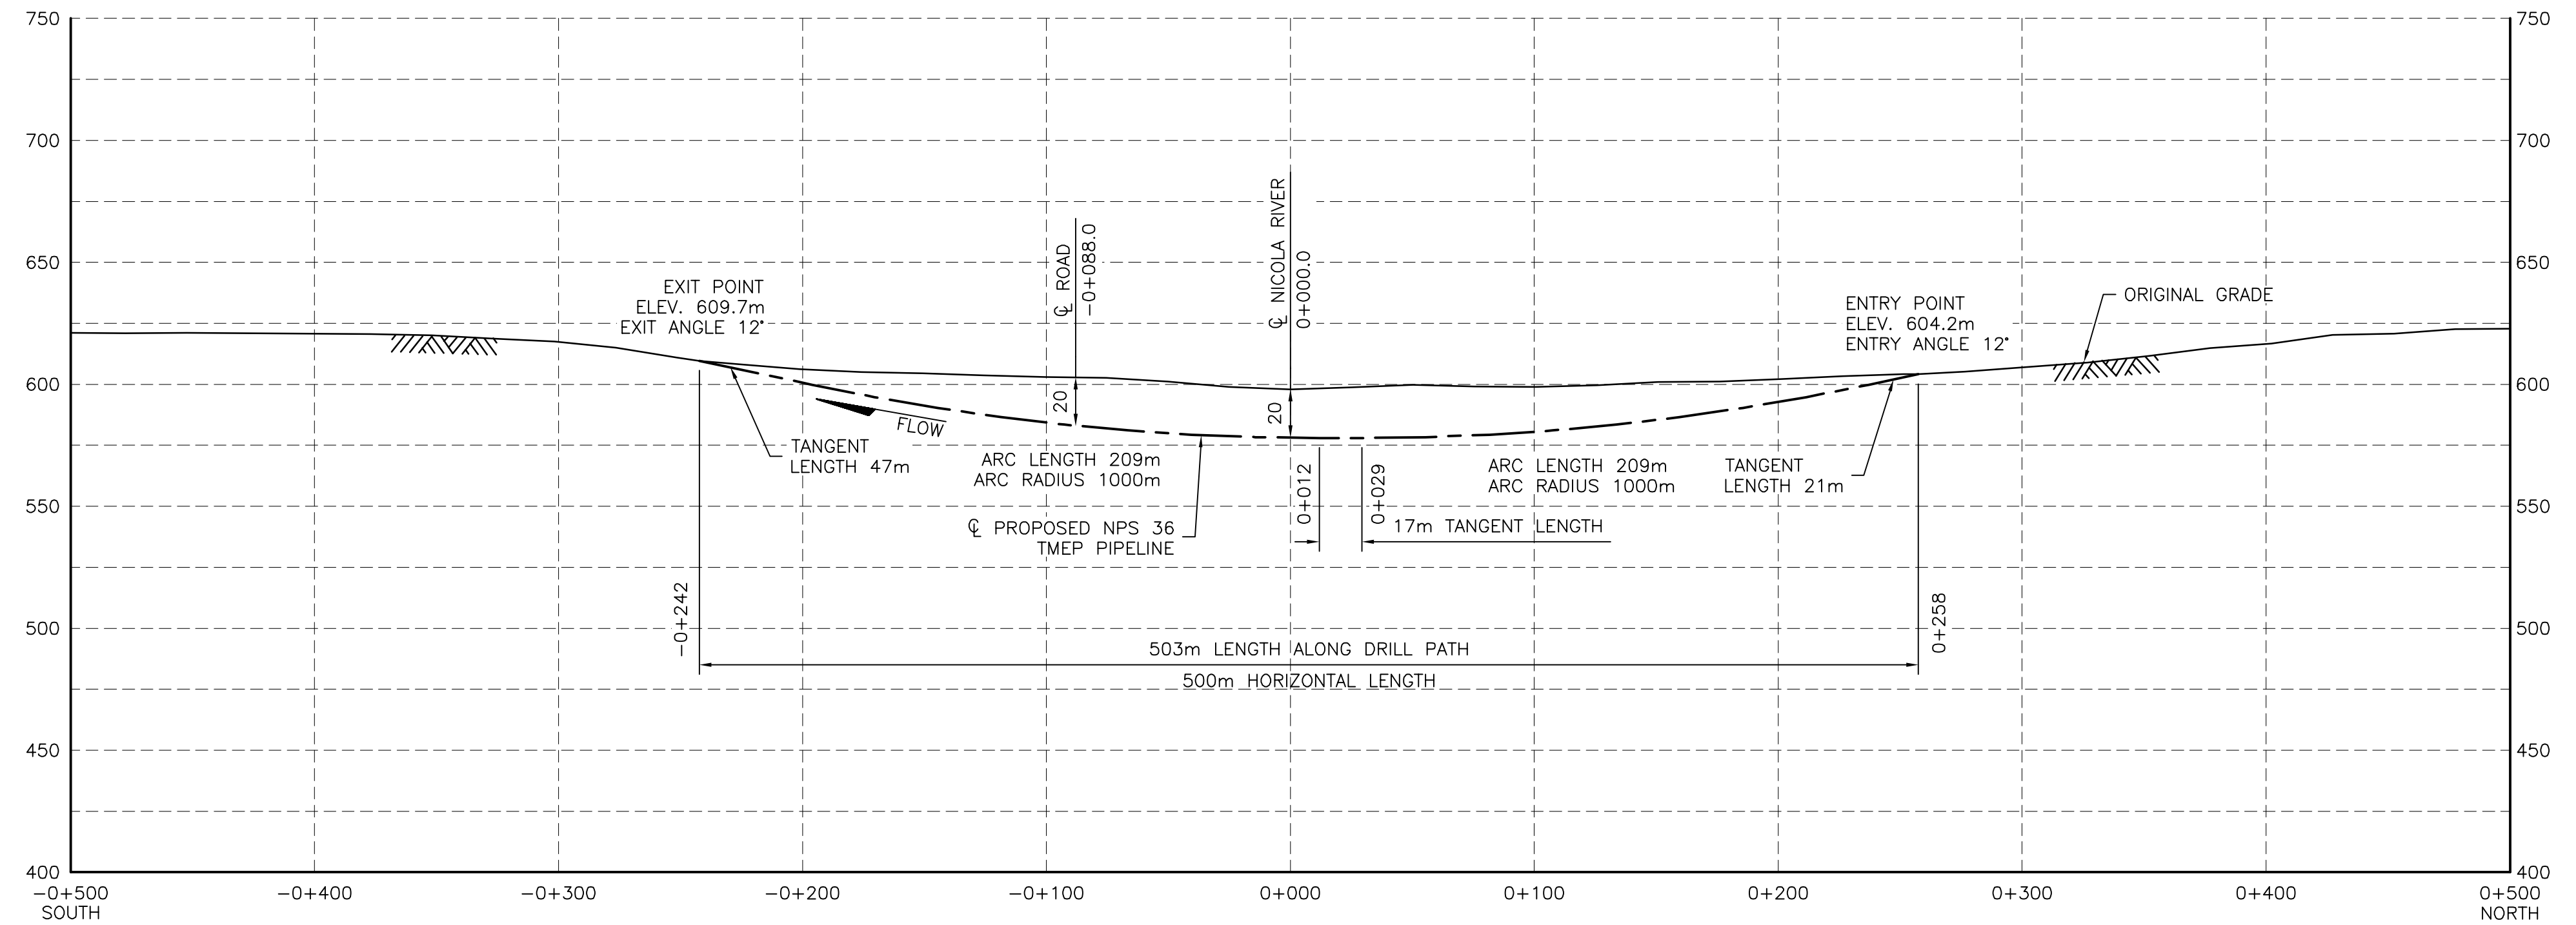 750
700
650
600
550
500
450
400
750
700
650
600
550
500
450
400
EXIT POINT
ELEV. 609.7m
EXIT ANGLE 12°
℄ ROAD
-0+088.0
℄ NICOLA RIVER
0+000.0
ENTRY POINT
ELEV. 604.2m
ENTRY ANGLE 12°
ORIGINAL GRADE
20
20
FLOW
TANGENT
LENGTH 47m
ARC LENGTH 209m
ARC RADIUS 1000m
ARC LENGTH 209m
ARC RADIUS 1000m
TANGENT
LENGTH 21m
℄ PROPOSED NPS 36
TMEP PIPELINE
0+012
0+029
17m TANGENT LENGTH
-0+242
0+258
503m LENGTH ALONG DRILL PATH
500m HORIZONTAL LENGTH
-0+500
-0+400
-0+300
-0+200
-0+100
0+000
0+100
0+200
0+300
0+400
0+500
SOUTH
NORTH